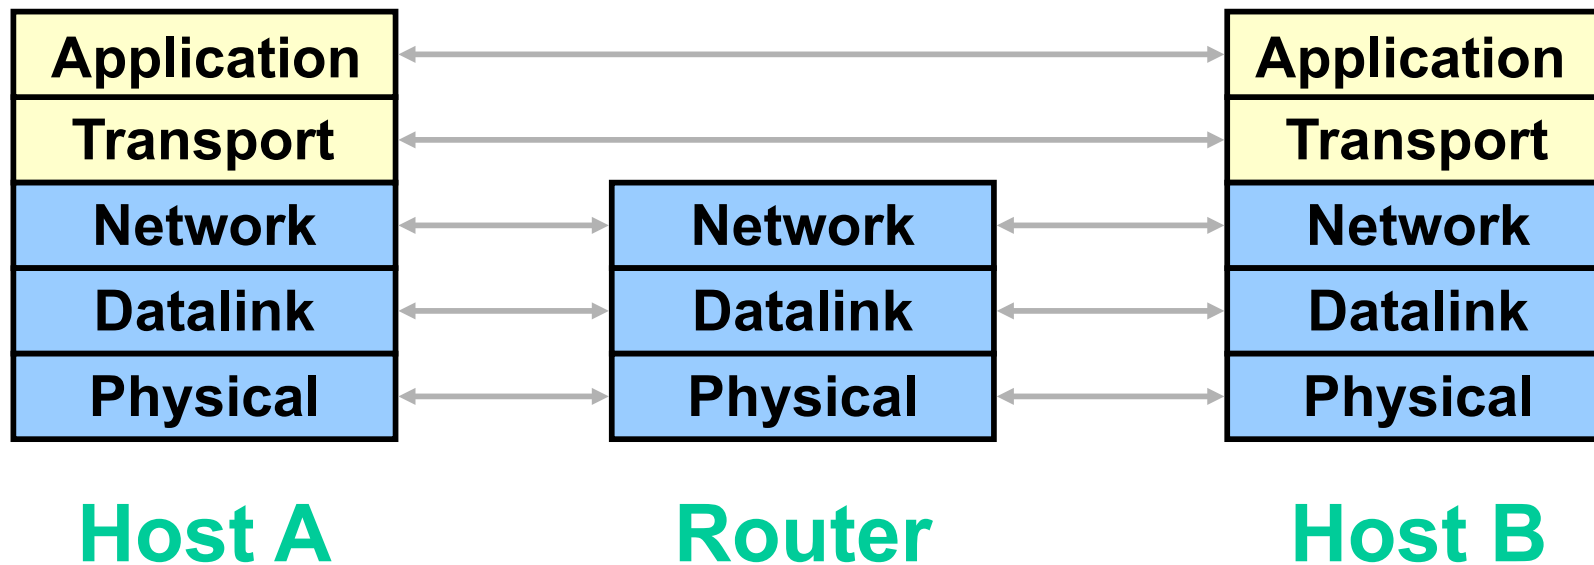 Application
Transport
Network
Datalink
Physical
Host A
Network
Datalink
Physical
Router
Application
Transport
Network
Datalink
Physical
Host B